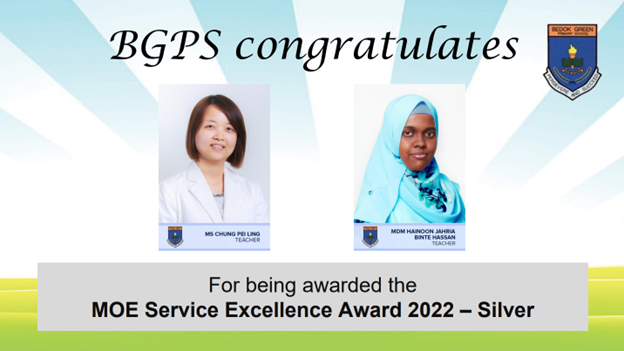 BGPS congratulates
BEDOK GREEN
PRIMARY SCHOOL
MS CHUNG PEI LING
TEACHER
MDM HAINOON JAHRIA
BINTE HASSAN
TEACHER
For being awarded the
MOE Service Excellence Award 2022 – Silver